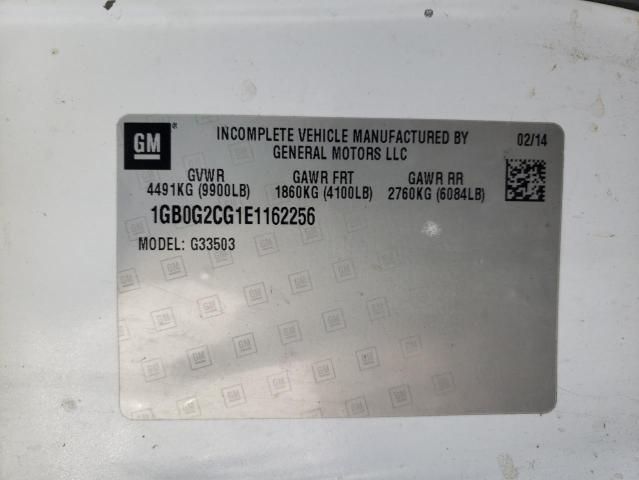 GM
INCOMPLETE VEHICLE MANUFACTURED BY
GENERAL MOTORS LLC
02/14
GVWR GAWR FRT GAWR RR
4491KG (9900LB) 1860KG (4100LB) 2760KG (6084LB)
1GB0G2CG1E1162256
MODEL: G33503